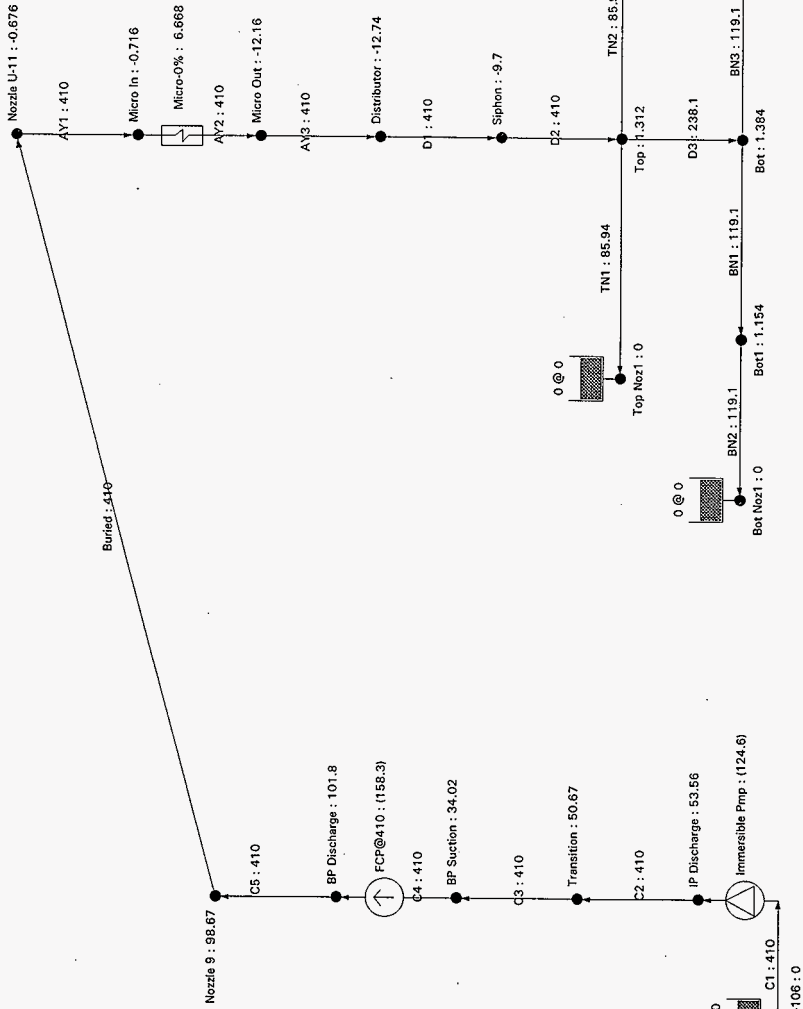 Nozzle U-11 : -0.676
AY1 : 410
Micro In : -0.716
Micro-0% : 6.668
AY2 : 410
Micro Out : -12.16
AY3 : 410
Distributor : -12.74
D1 : 410
Siphon : -9.7
D2 : 410
TN2 : 85.9
Top : 1.312
D3 : 238.1
BN3 : 119.1
Bot : 1.384
TN1 : 85.94
BN1 : 119.1
0 @ 0
Top Noz1 : 0
Bot1 : 1.154
BN2 : 119.1
0 @ 0
Bot Noz1 : 0
Buried : 410
Nozzle 9 : 98.67
C5 : 410
BP Discharge : 101.8
FCP@410 : (158.3)
C4 : 410
BP Suction : 34.02
C3 : 410
Transition : 50.67
C2 : 410
IP Discharge : 53.56
Immersible Pmp : (124.6)
C1 : 410
106 : 0
0